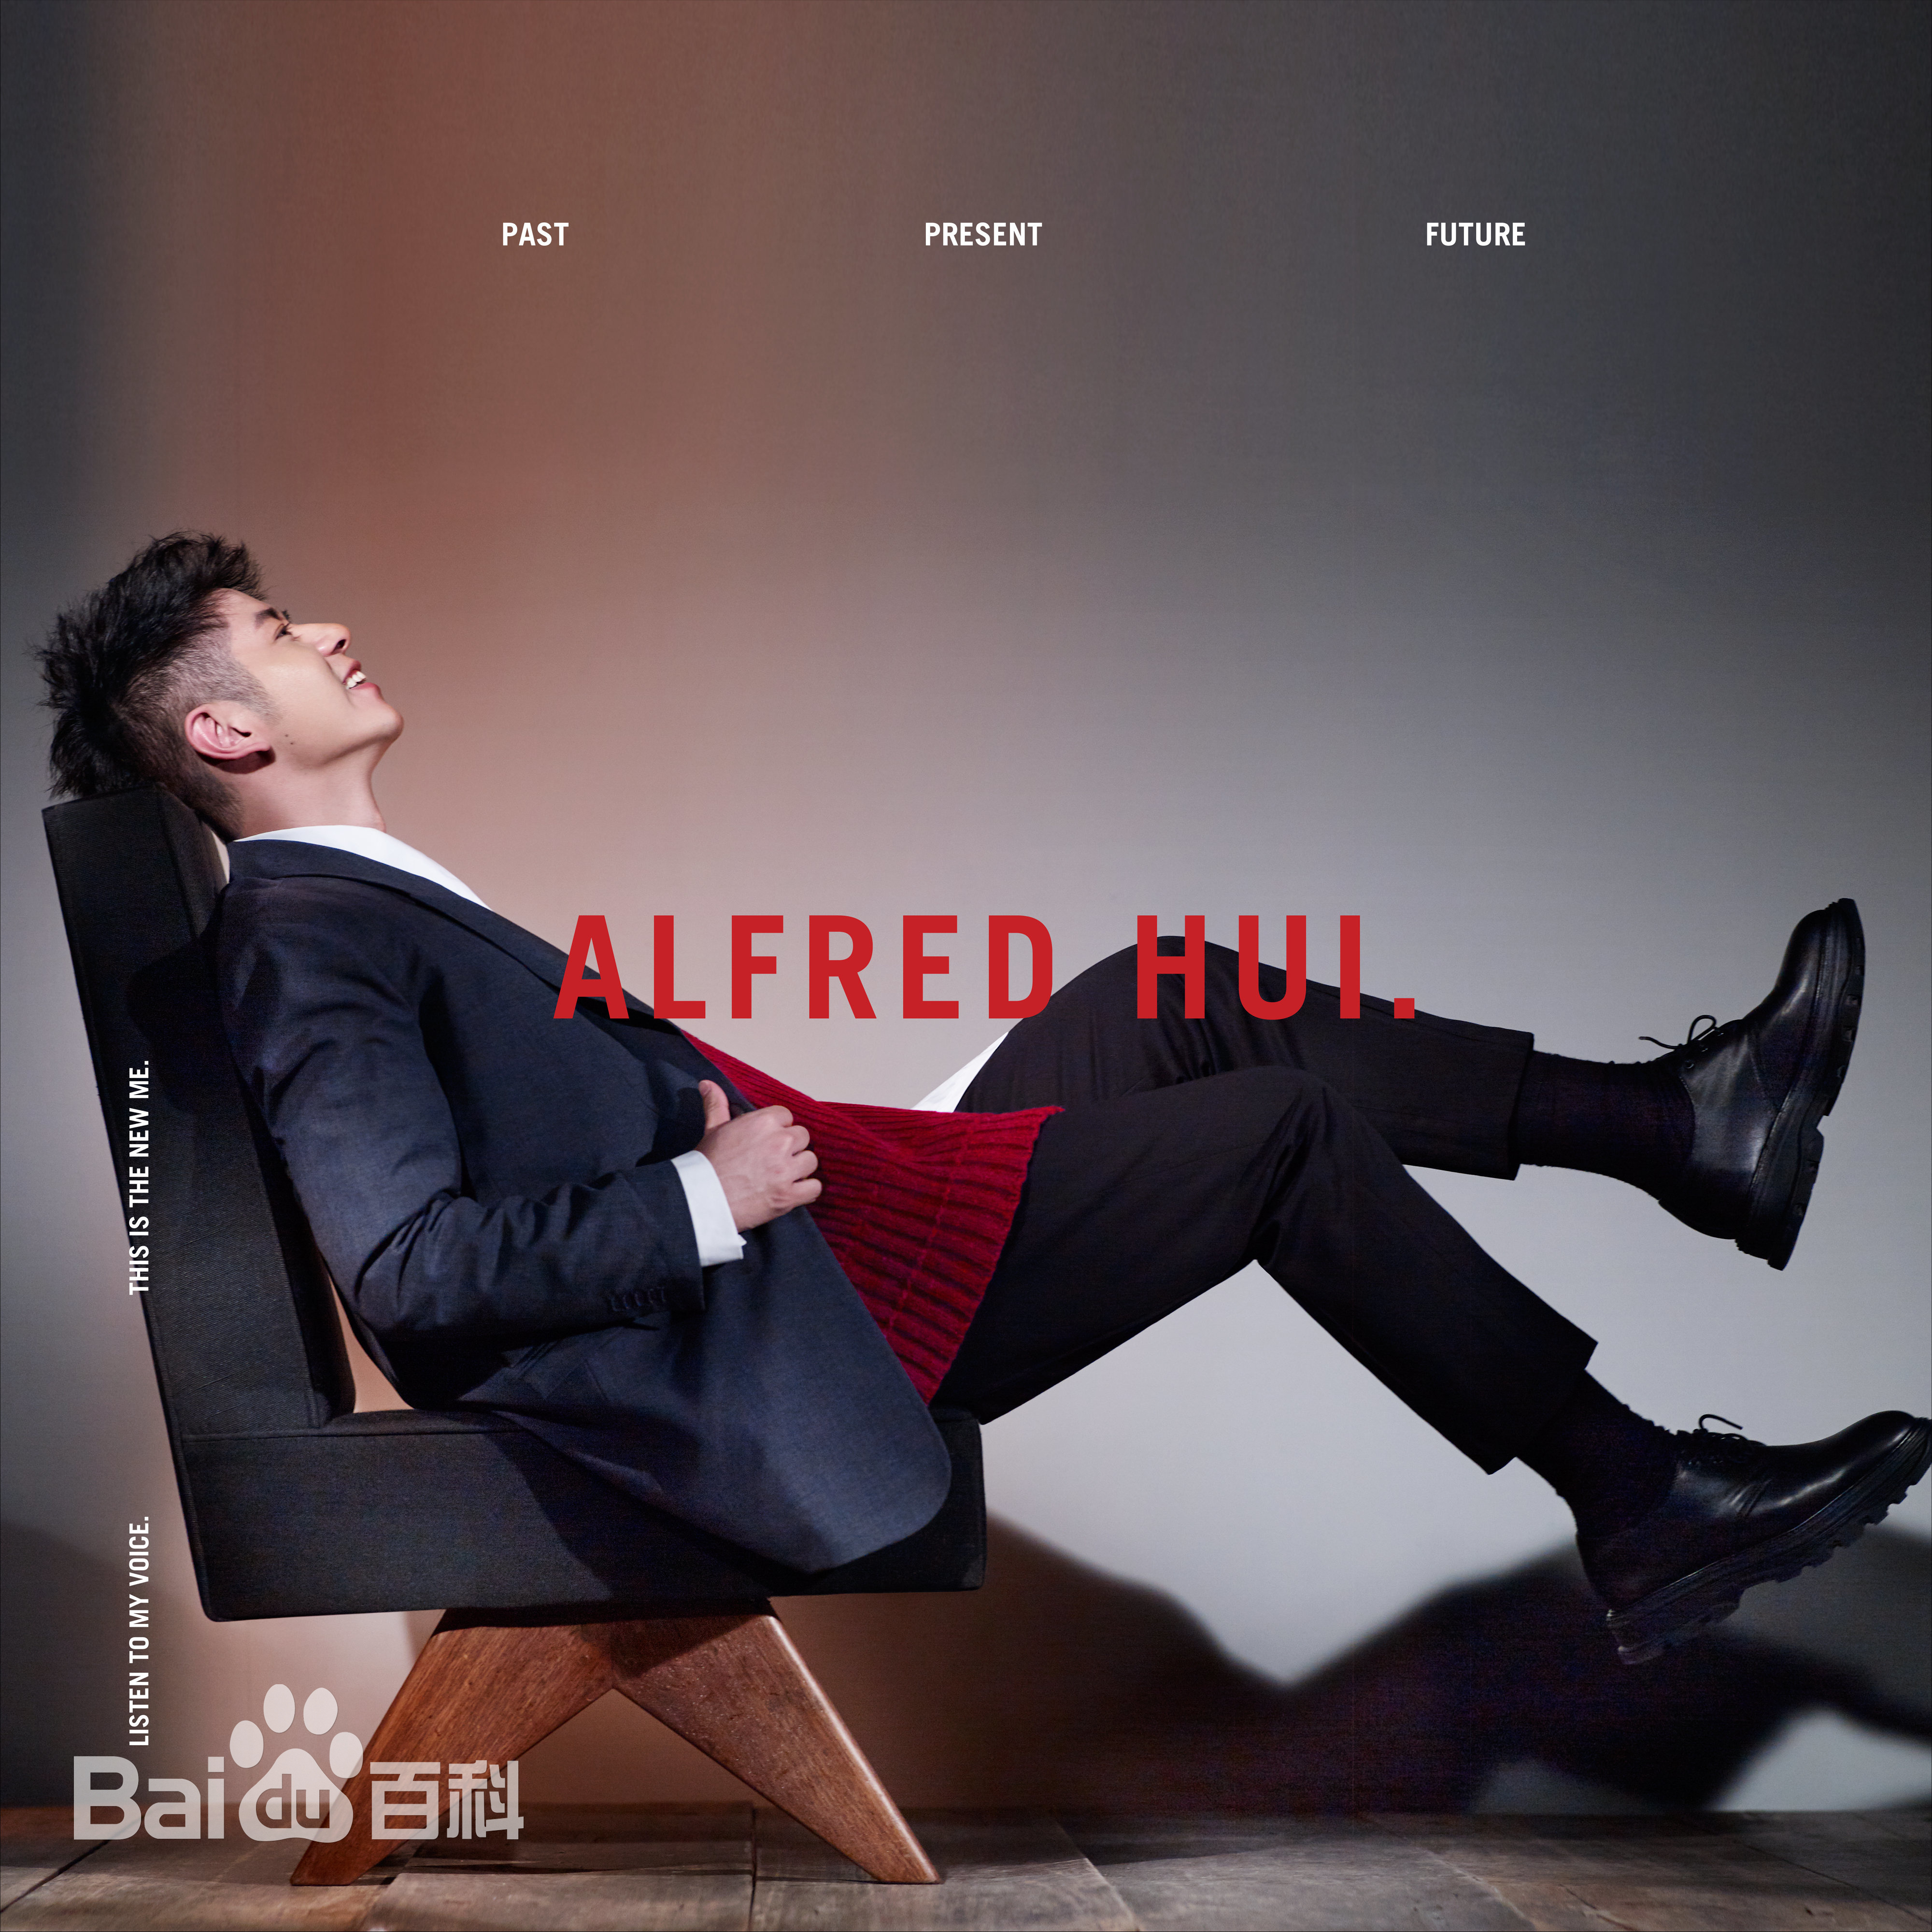 PAST PRESENT FUTURE
ALFRED HUI.
THIS IS THE NEW ME.
LISTEN TO MY VOICE.
Baidu百科